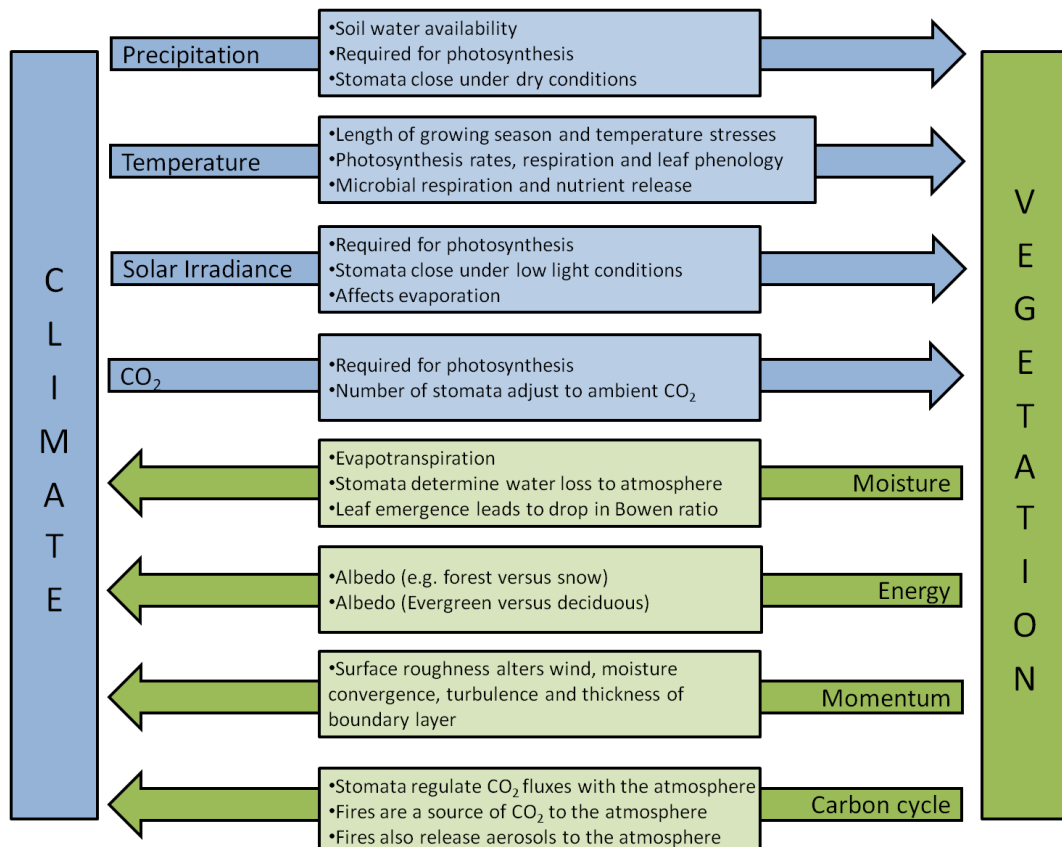 CLIMATE
Precipitation
•Soil water availability
•Required for photosynthesis
•Stomata close under dry conditions
Temperature
•Length of growing season and temperature stresses
•Photosynthesis rates, respiration and leaf phenology
•Microbial respiration and nutrient release
Solar Irradiance
•Required for photosynthesis
•Stomata close under low light conditions
•Affects evaporation
CO₂
•Required for photosynthesis
•Number of stomata adjust to ambient CO₂
•Evapotranspiration
•Stomata determine water loss to atmosphere
•Leaf emergence leads to drop in Bowen ratio
Moisture
•Albedo (e.g. forest versus snow)
•Albedo (Evergreen versus deciduous)
Energy
•Surface roughness alters wind, moisture
convergence, turbulence and thickness of
boundary layer
Momentum
•Stomata regulate CO₂ fluxes with the atmosphere
•Fires are a source of CO₂ to the atmosphere
•Fires also release aerosols to the atmosphere
Carbon cycle
VEGETATION